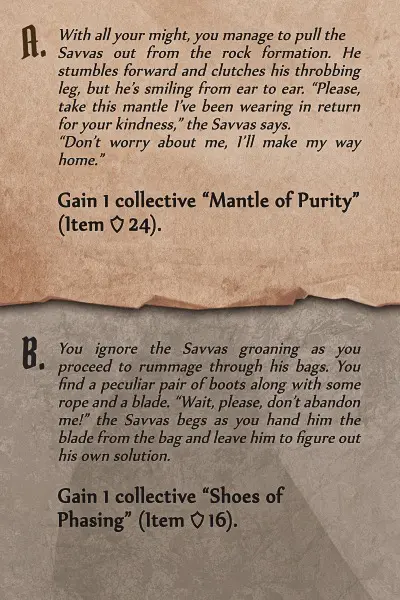 A.
With all your might, you manage to pull the
Savvas out from the rock formation. He
stumbles forward and clutches his throbbing
leg, but he's smiling from ear to ear. “Please,
take this mantle I've been wearing in return
for your kindness,” the Savvas says.
“Don't worry about me, I'll make my way
home.”
Gain 1 collective “Mantle of Purity”
(Item 24).
B.
You ignore the Savvas groaning as you
proceed to rummage through his bags. You
find a peculiar pair of boots along with some
rope and a blade. “Wait, please, don't abandon
me!” the Savvas begs as you hand him the
blade from the bag and leave him to figure out
his own solution.
Gain 1 collective “Shoes of
Phasing” (Item 16).